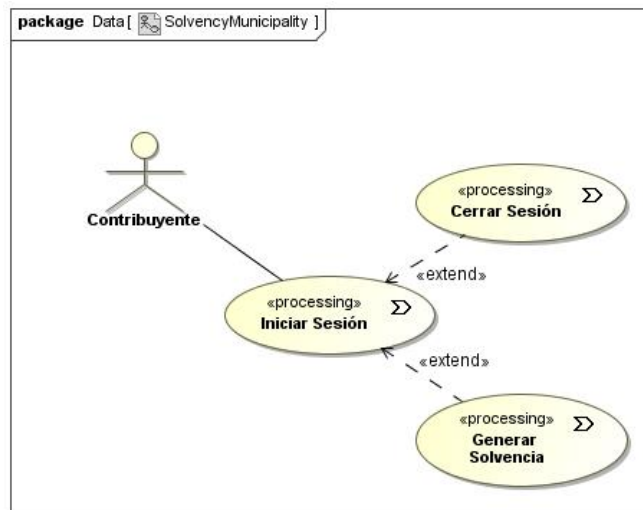 package Data [ SolvencyMunicipality ]
Contribuyente
«processing»
Cerrar Sesión
«extend»
«processing»
Iniciar Sesión
«extend»
«processing»
Generar
Solvencia